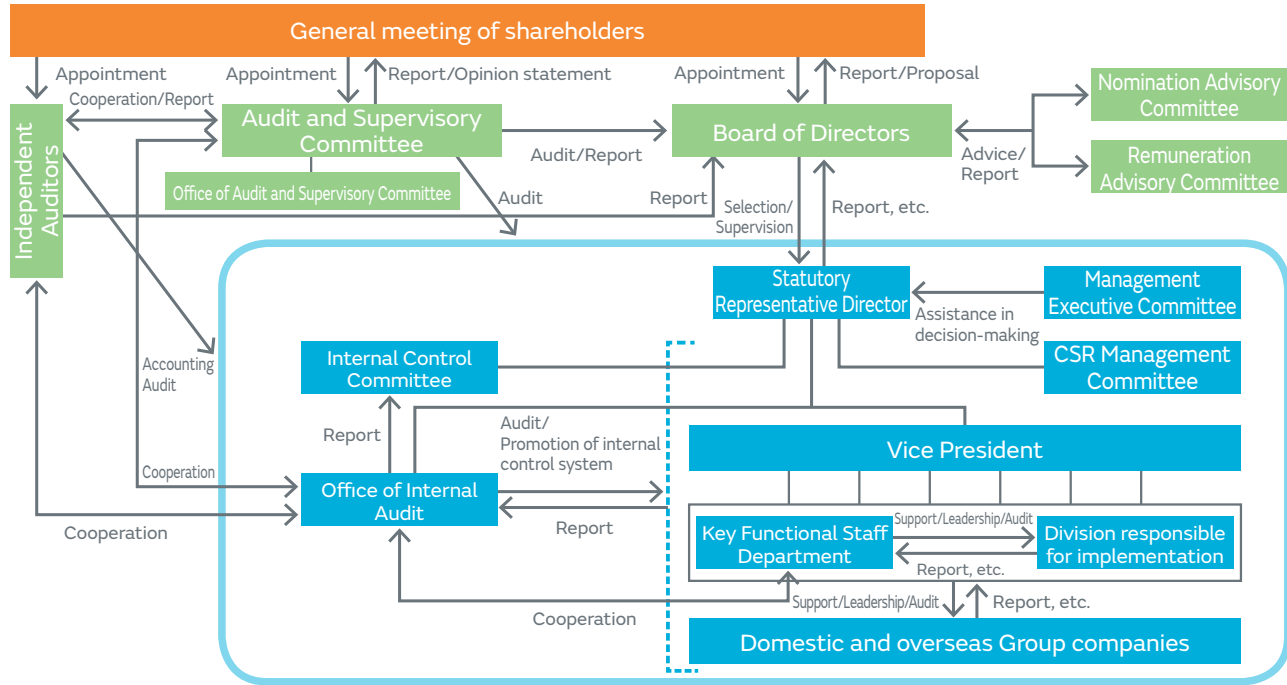 General meeting of shareholders
Appointment
Appointment
Report/Opinion statement
Appointment
Report/Proposal
Cooperation/Report
Independent
Auditors
Audit and Supervisory
Committee
Office of Audit and Supervisory Committee
Audit/Report
Board of Directors
Advice/
Report
Nomination Advisory
Committee
Remuneration
Advisory Committee
Audit
Report
Selection/
Supervision
Report, etc.
Statutory
Representative Director
Management
Executive Committee
Assistance in
decision-making
CSR Management
Committee
Accounting
Audit
Internal Control
Committee
Report
Audit/
Promotion of internal
control system
Vice President
Cooperation
Office of Internal
Audit
Report
Cooperation
Key Functional Staff
Department
Support/Leadership/Audit
Report, etc.
Division responsible
for implementation
Cooperation
Support/Leadership/Audit
Report, etc.
Domestic and overseas Group companies